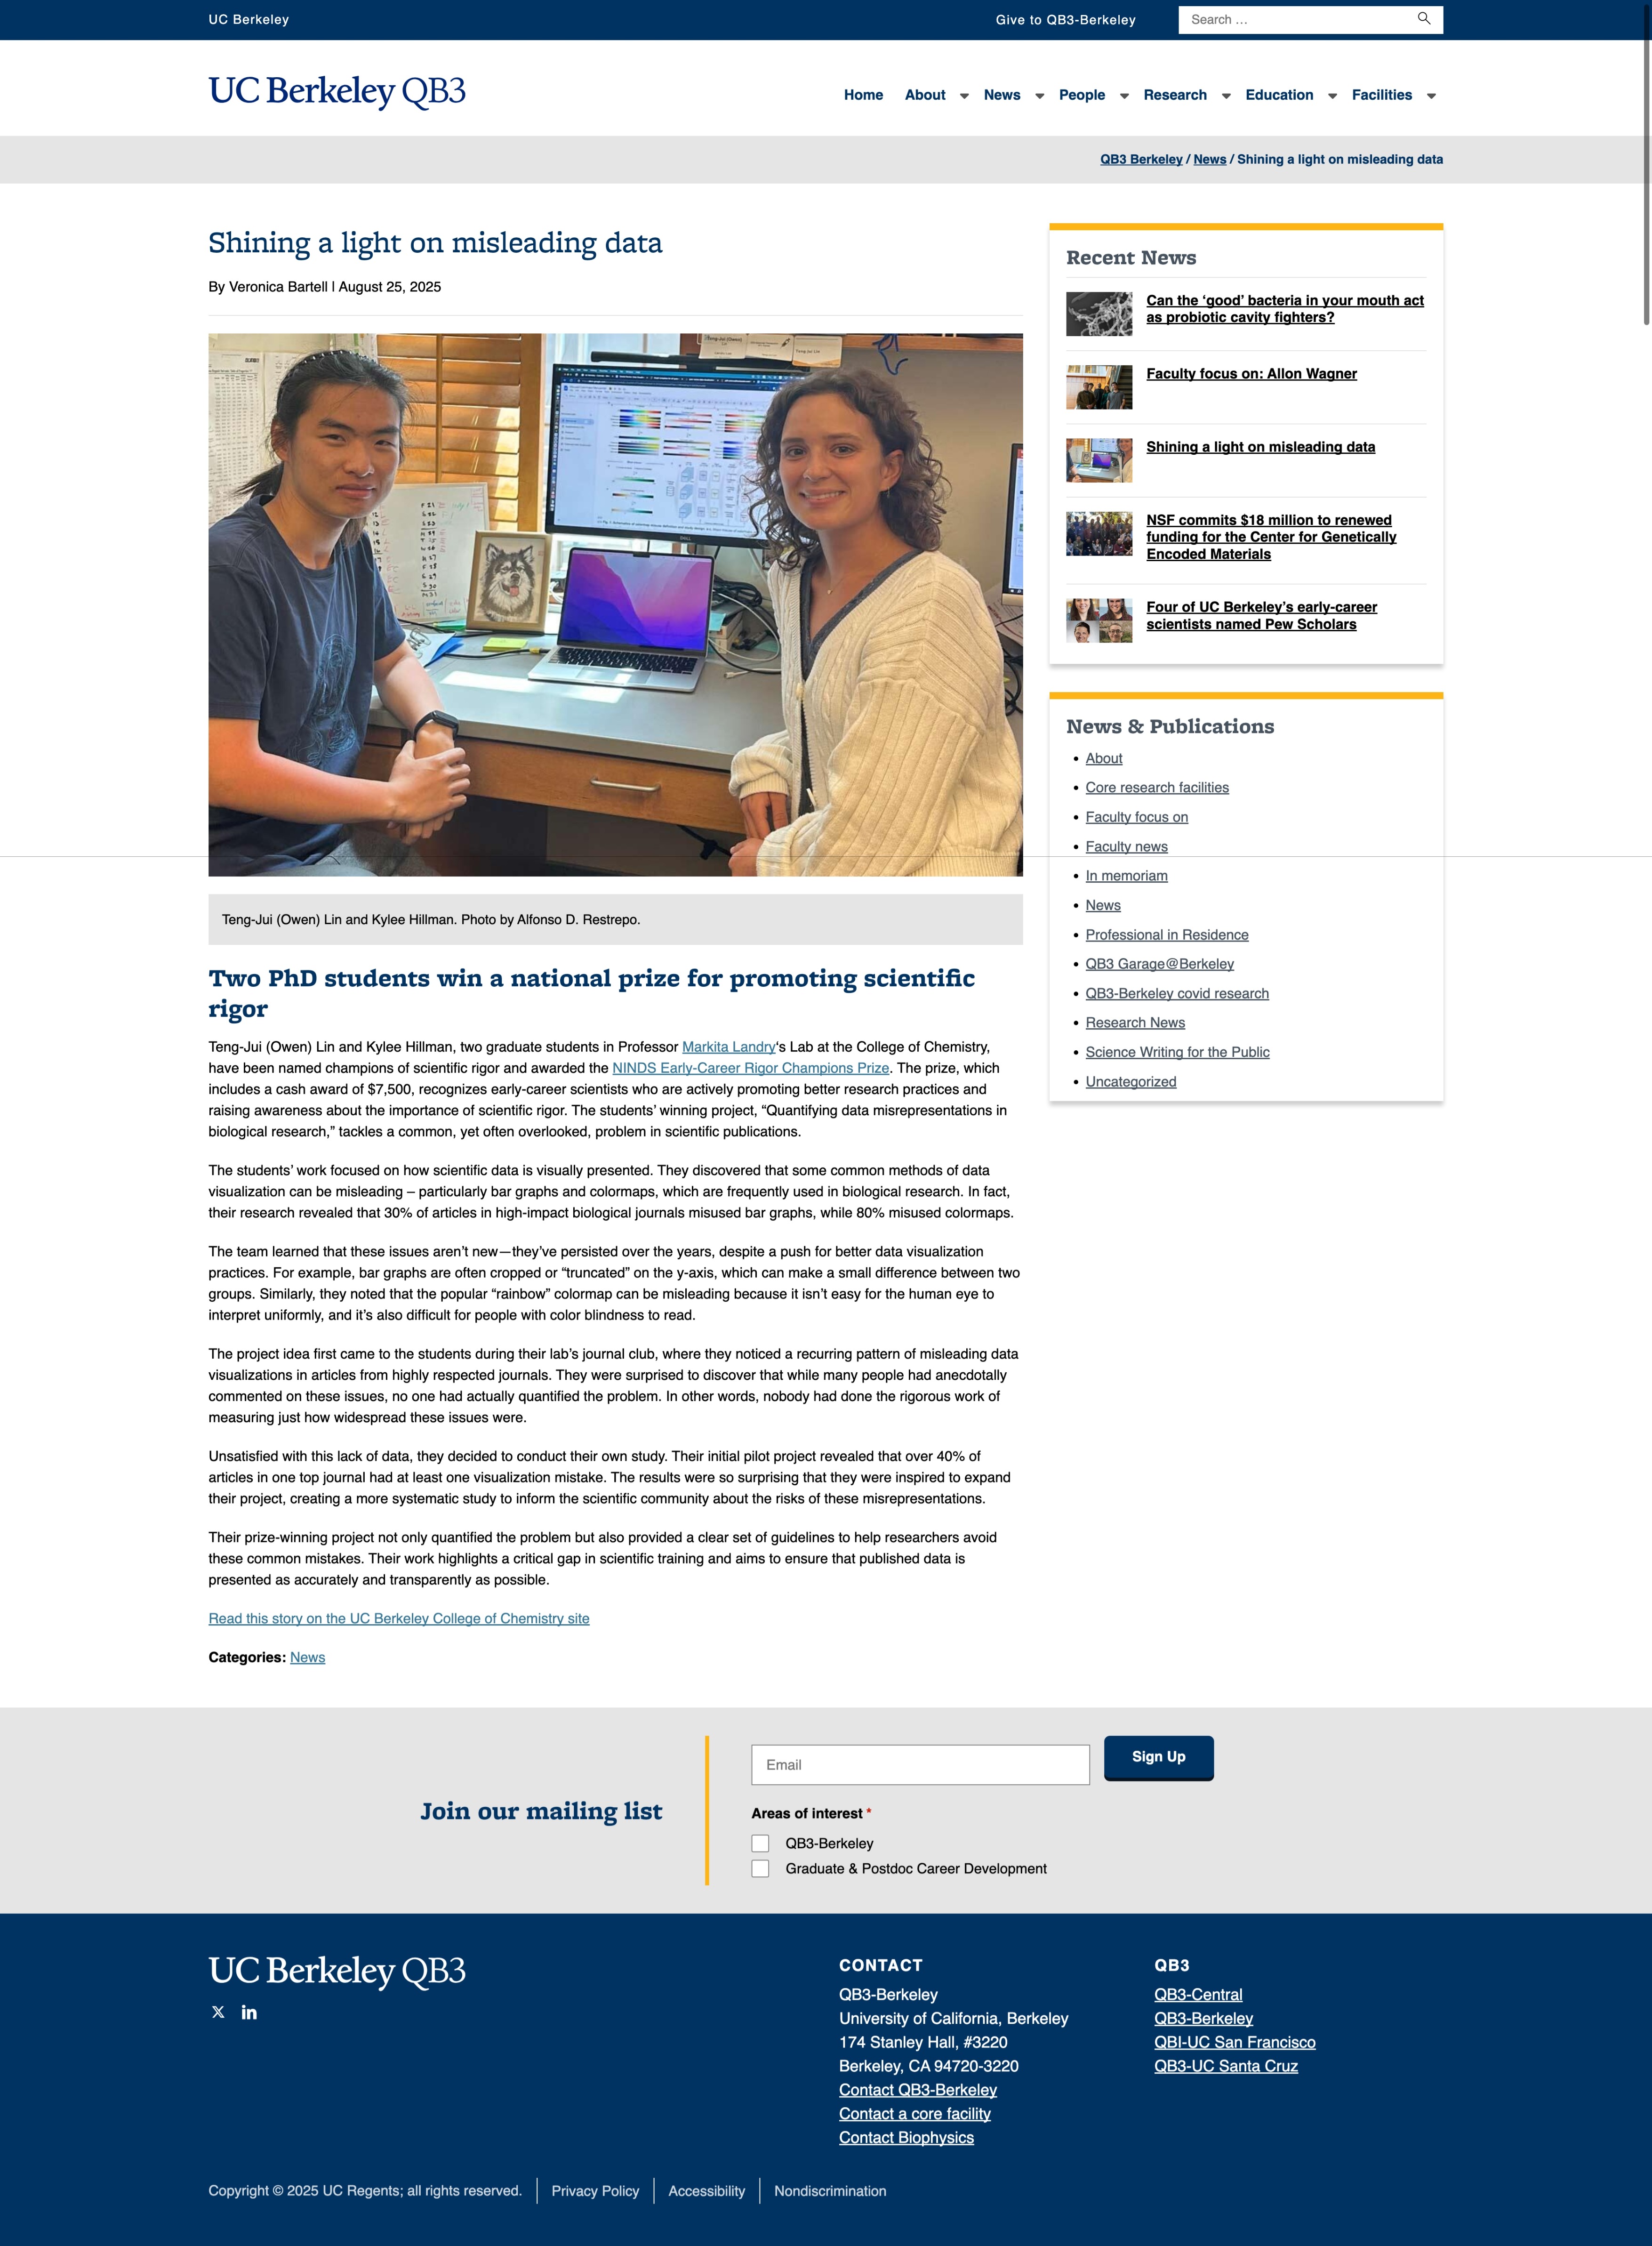 UC Berkeley
Give to QB3-Berkeley
Search …
UC Berkeley QB3
Home
About
News
People
Research
Education
Facilities
QB3 Berkeley / News / Shining a light on misleading data
Shining a light on misleading data
By Veronica Bartell | August 25, 2025
Teng-Jui (Owen) Lin and Kylee Hillman. Photo by Alfonso D. Restrepo.
Two PhD students win a national prize for promoting scientific
rigor
Teng-Jui (Owen) Lin and Kylee Hillman, two graduate students in Professor Markita Landry‘s Lab at the College of Chemistry,
have been named champions of scientific rigor and awarded the NINDS Early-Career Rigor Champions Prize. The prize, which
includes a cash award of $7,500, recognizes early-career scientists who are actively promoting better research practices and
raising awareness about the importance of scientific rigor. The students’ winning project, “Quantifying data misrepresentations in
biological research,” tackles a common, yet often overlooked, problem in scientific publications.
The students’ work focused on how scientific data is visually presented. They discovered that some common methods of data
visualization can be misleading – particularly bar graphs and colormaps, which are frequently used in biological research. In fact,
their research revealed that 30% of articles in high-impact biological journals misused bar graphs, while 80% misused colormaps.
The team learned that these issues aren’t new—they’ve persisted over the years, despite a push for better data visualization
practices. For example, bar graphs are often cropped or “truncated” on the y-axis, which can make a small difference between two
groups. Similarly, they noted that the popular “rainbow” colormap can be misleading because it isn’t easy for the human eye to
interpret uniformly, and it’s also difficult for people with color blindness to read.
The project idea first came to the students during their lab’s journal club, where they noticed a recurring pattern of misleading data
visualizations in articles from highly respected journals. They were surprised to discover that while many people had anecdotally
commented on these issues, no one had actually quantified the problem. In other words, nobody had done the rigorous work of
measuring just how widespread these issues were.
Unsatisfied with this lack of data, they decided to conduct their own study. Their initial pilot project revealed that over 40% of
articles in one top journal had at least one visualization mistake. The results were so surprising that they were inspired to expand
their project, creating a more systematic study to inform the scientific community about the risks of these misrepresentations.
Their prize-winning project not only quantified the problem but also provided a clear set of guidelines to help researchers avoid
these common mistakes. Their work highlights a critical gap in scientific training and aims to ensure that published data is
presented as accurately and transparently as possible.
Read this story on the UC Berkeley College of Chemistry site
Categories: News
Recent News
Can the ‘good’ bacteria in your mouth act
as probiotic cavity fighters?
Faculty focus on: Allon Wagner
Shining a light on misleading data
NSF commits $18 million to renewed
funding for the Center for Genetically
Encoded Materials
Four of UC Berkeley’s early-career
scientists named Pew Scholars
News & Publications
About
Core research facilities
Faculty focus on
Faculty news
In memoriam
News
Professional in Residence
QB3 Garage@Berkeley
QB3-Berkeley covid research
Research News
Science Writing for the Public
Uncategorized
Join our mailing list
Email
Sign Up
Areas of interest *
QB3-Berkeley
Graduate & Postdoc Career Development
UC Berkeley QB3
CONTACT
QB3-Berkeley
University of California, Berkeley
174 Stanley Hall, #3220
Berkeley, CA 94720-3220
Contact QB3-Berkeley
Contact a core facility
Contact Biophysics
QB3
QB3-Central
QB3-Berkeley
QBI-UC San Francisco
QB3-UC Santa Cruz
Copyright © 2025 UC Regents; all rights reserved.
Privacy Policy
Accessibility
Nondiscrimination